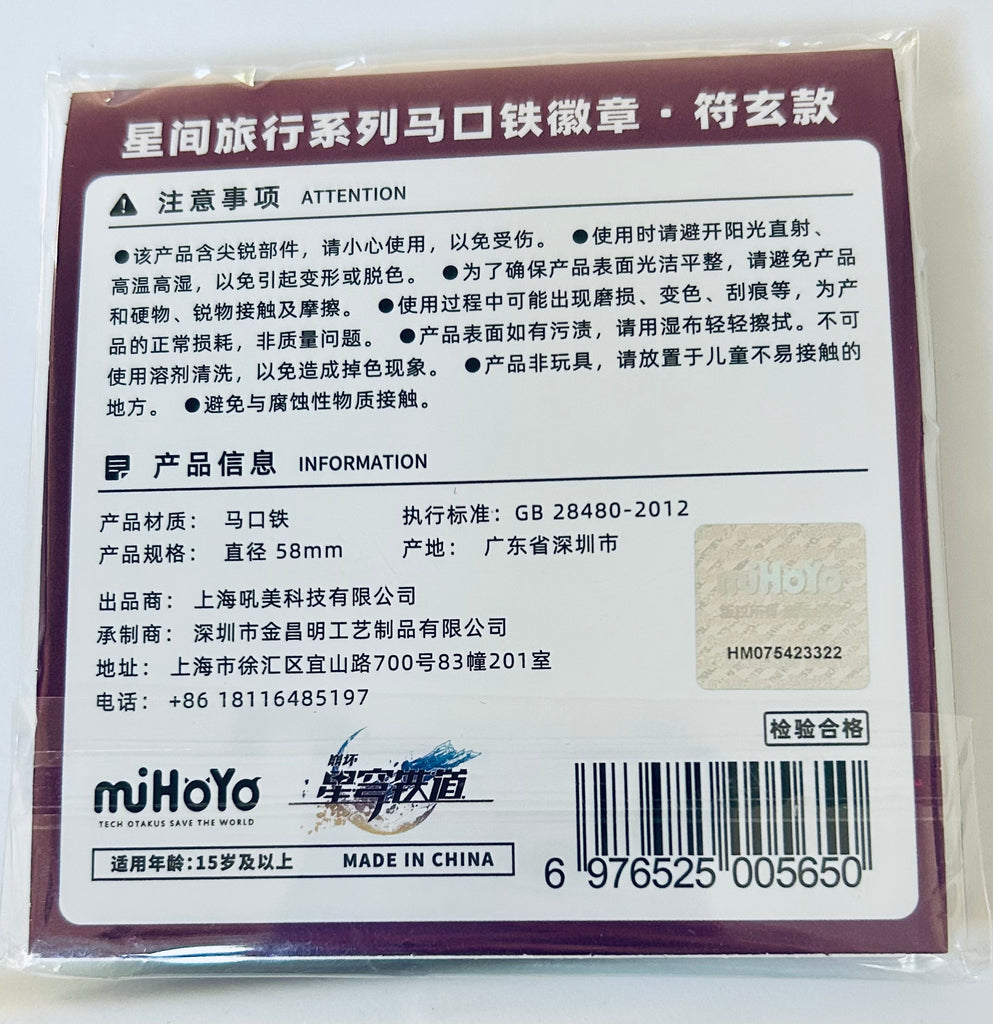 星间旅行系列马口铁徽章·符玄款
注意事项 ATTENTION
●该产品含尖锐部件，请小心使用，以免受伤。 ●使用时请避开阳光直射、
高温高湿，以免引起变形或脱色。 ●为了确保产品表面光洁平整，请避免产品
和硬物、锐物接触及摩擦。 ●使用过程中可能出现磨损、变色、刮痕等，为产
品的正常损耗，非质量问题。 ●产品表面如有污渍，请用湿布轻轻擦拭。不可
使用溶剂清洗，以免造成掉色现象。 ●产品非玩具，请放置于儿童不易接触的
地方。 ●避免与腐蚀性物质接触。
产品信息 INFORMATION
产品材质： 马口铁 执行标准：GB 28480-2012
产品规格： 直径 58mm 产地： 广东省深圳市
出品商： 上海吼美科技有限公司
承制商： 深圳市金昌明工艺制品有限公司
地址： 上海市徐汇区宜山路700号83幢201室
电话： +86 18116485197
miHoYo
HM075423322
检验合格
miHoYo
TECH OTAKUS SAVE THE WORLD
崩坏
星穹铁道
适用年龄:15岁及以上 MADE IN CHINA
6 976525 005650